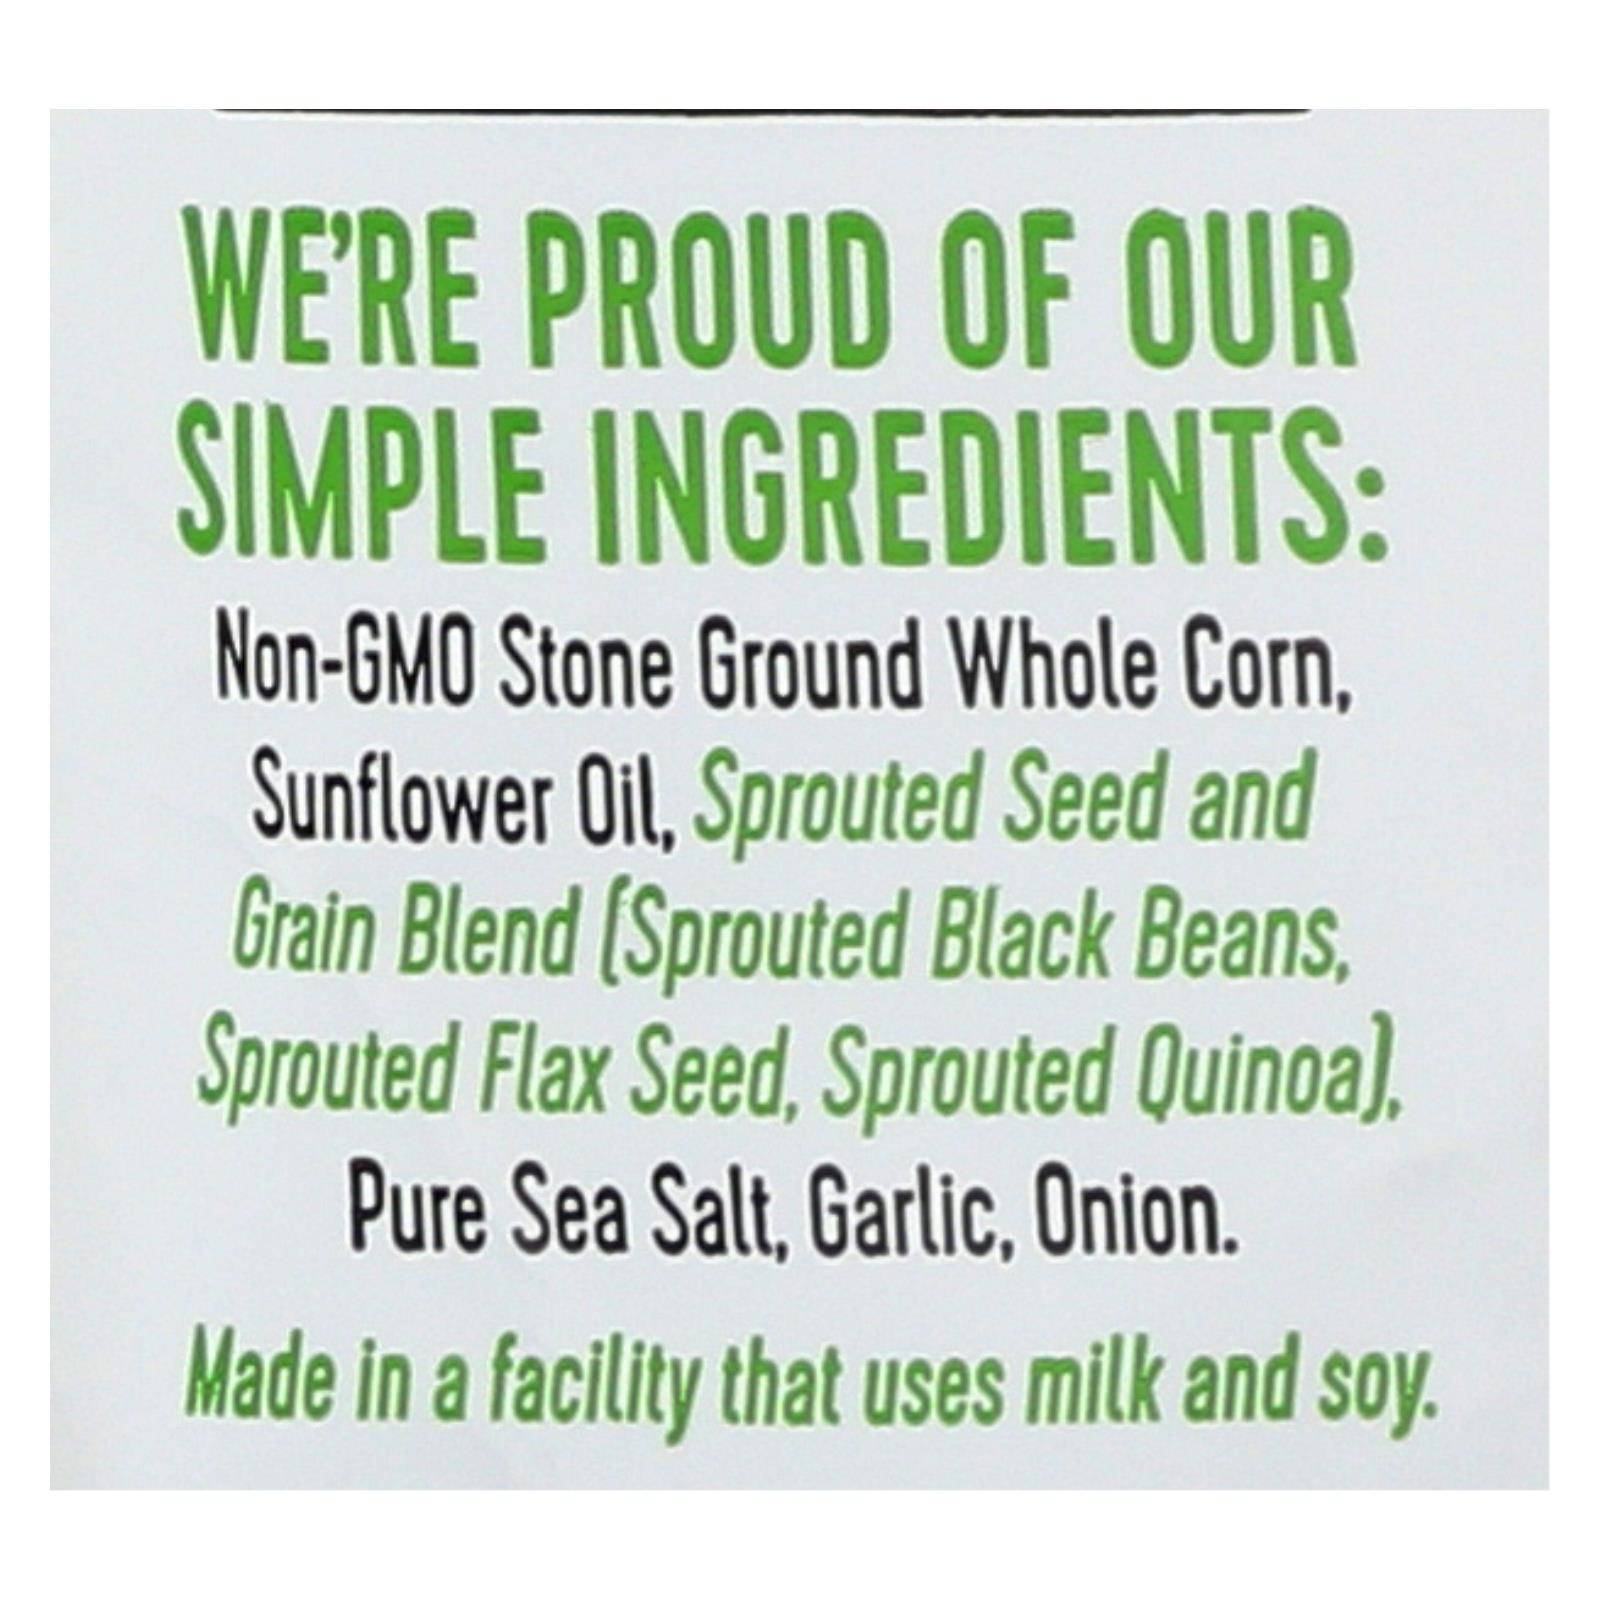 WE'RE PROUD OF OUR
SIMPLE INGREDIENTS:
Non-GMO Stone Ground Whole Corn,
Sunflower Oil, Sprouted Seed and
Grain Blend (Sprouted Black Beans,
Sprouted Flax Seed, Sprouted Quinoa),
Pure Sea Salt, Garlic, Onion.
Made in a facility that uses milk and soy.